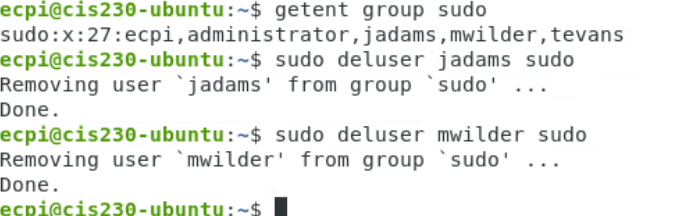 ecpi@cis230-ubuntu:~$ getent group sudo
sudo:x:27:ecpi,administrator,jadams,mwilder,tevans
ecpi@cis230-ubuntu:~$ sudo deluser jadams sudo
Removing user `jadams' from group `sudo' ...
Done.
ecpi@cis230-ubuntu:~$ sudo deluser mwilder sudo
Removing user `mwilder' from group `sudo' ...
Done.
ecpi@cis230-ubuntu:~$